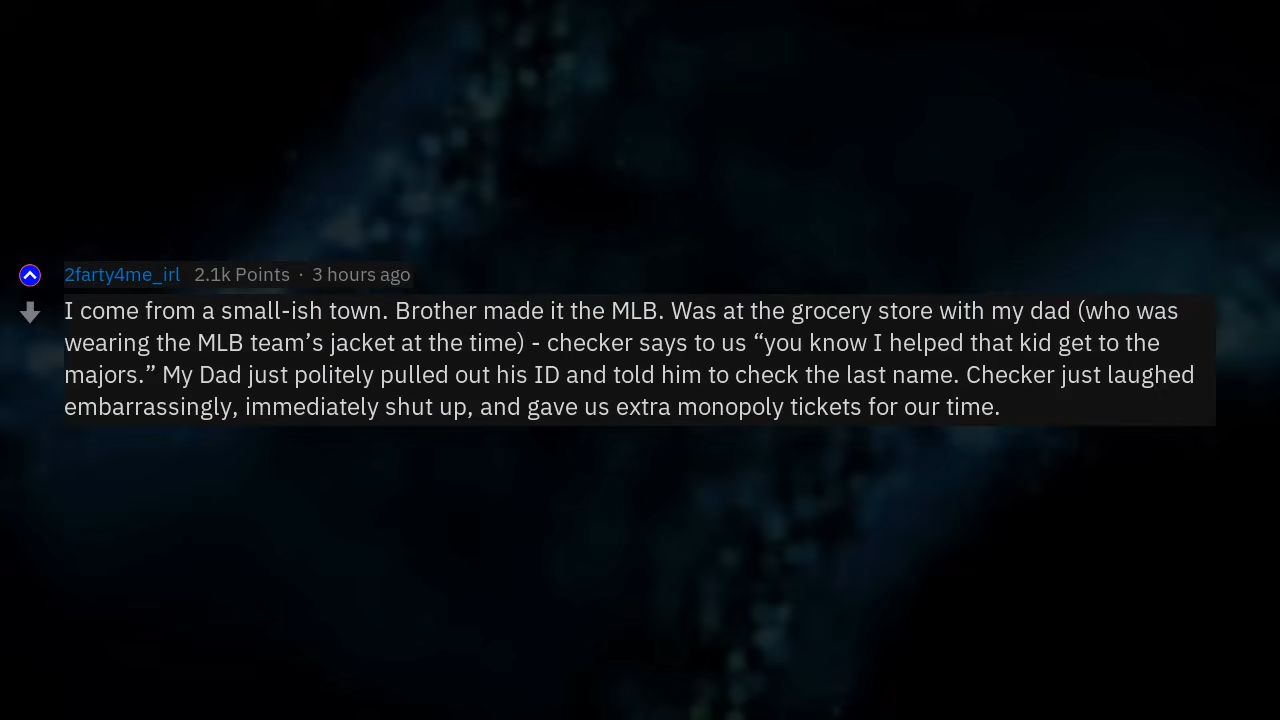 2farty4me_irl 2.1k Points · 3 hours ago
I come from a small-ish town. Brother made it the MLB. Was at the grocery store with my dad (who was
wearing the MLB team’s jacket at the time) - checker says to us “you know I helped that kid get to the
majors.” My Dad just politely pulled out his ID and told him to check the last name. Checker just laughed
embarrassingly, immediately shut up, and gave us extra monopoly tickets for our time.